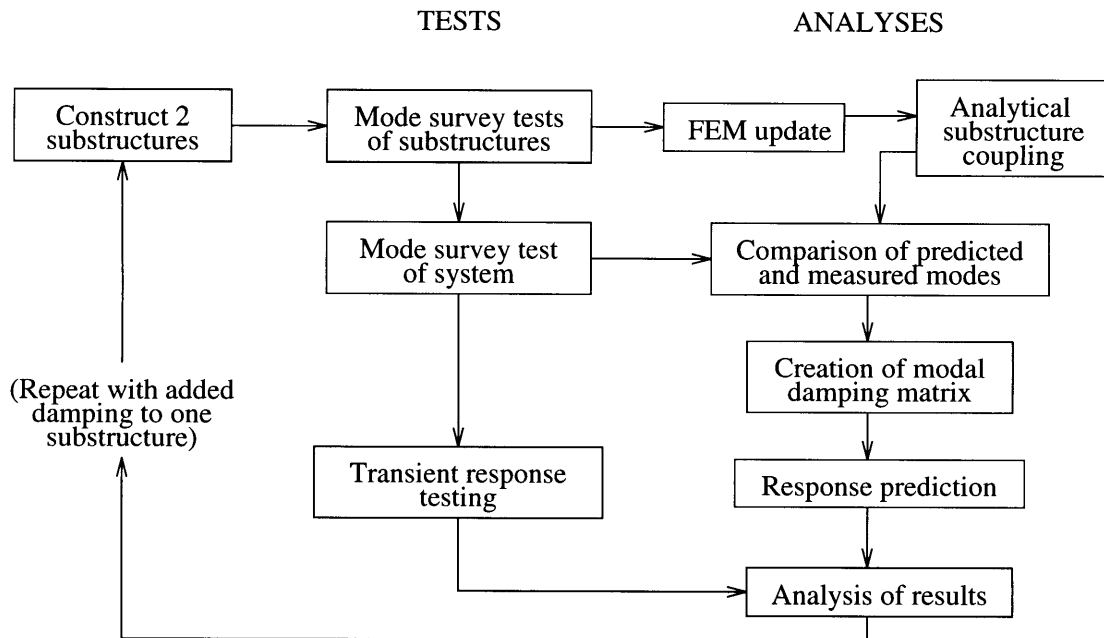 TESTS
ANALYSES
Construct 2
substructures
Mode survey tests
of substructures
FEM update
Analytical
substructure
coupling
Mode survey test
of system
Comparison of predicted
and measured modes
Creation of modal
damping matrix
(Repeat with added
damping to one
substructure)
Transient response
testing
Response prediction
Analysis of results